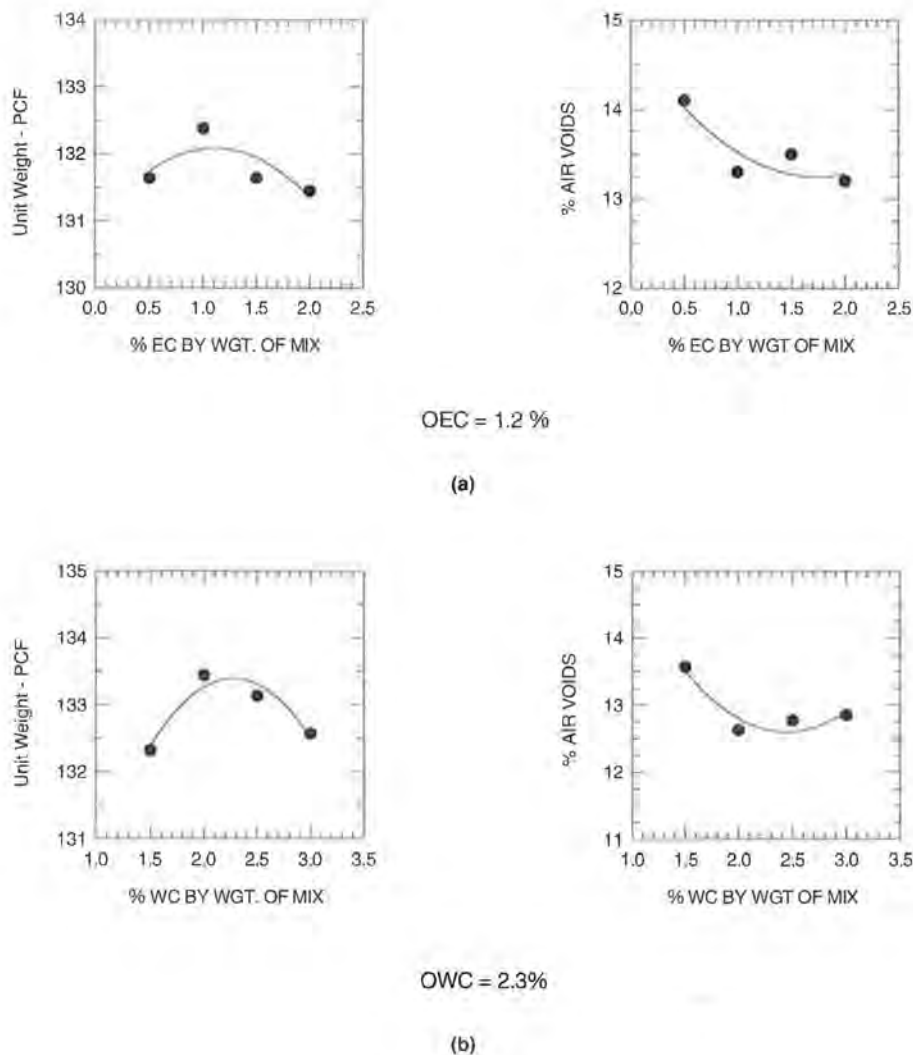 134
133
132
131
130
Unit Weight - PCF
0.0 0.5 1.0 1.5 2.0 2.5
% EC BY WGT. OF MIX
15
14
13
12
% AIR VOIDS
0.0 0.5 1.0 1.5 2.0 2.5
% EC BY WGT OF MIX
OEC = 1.2 %
(a)
135
134
133
132
131
Unit Weight - PCF
1.0 1.5 2.0 2.5 3.0 3.5
% WC BY WGT. OF MIX
15
14
13
12
11
% AIR VOIDS
1.0 1.5 2.0 2.5 3.0 3.5
% WC BY WGT OF MIX
OWC = 2.3%
(b)